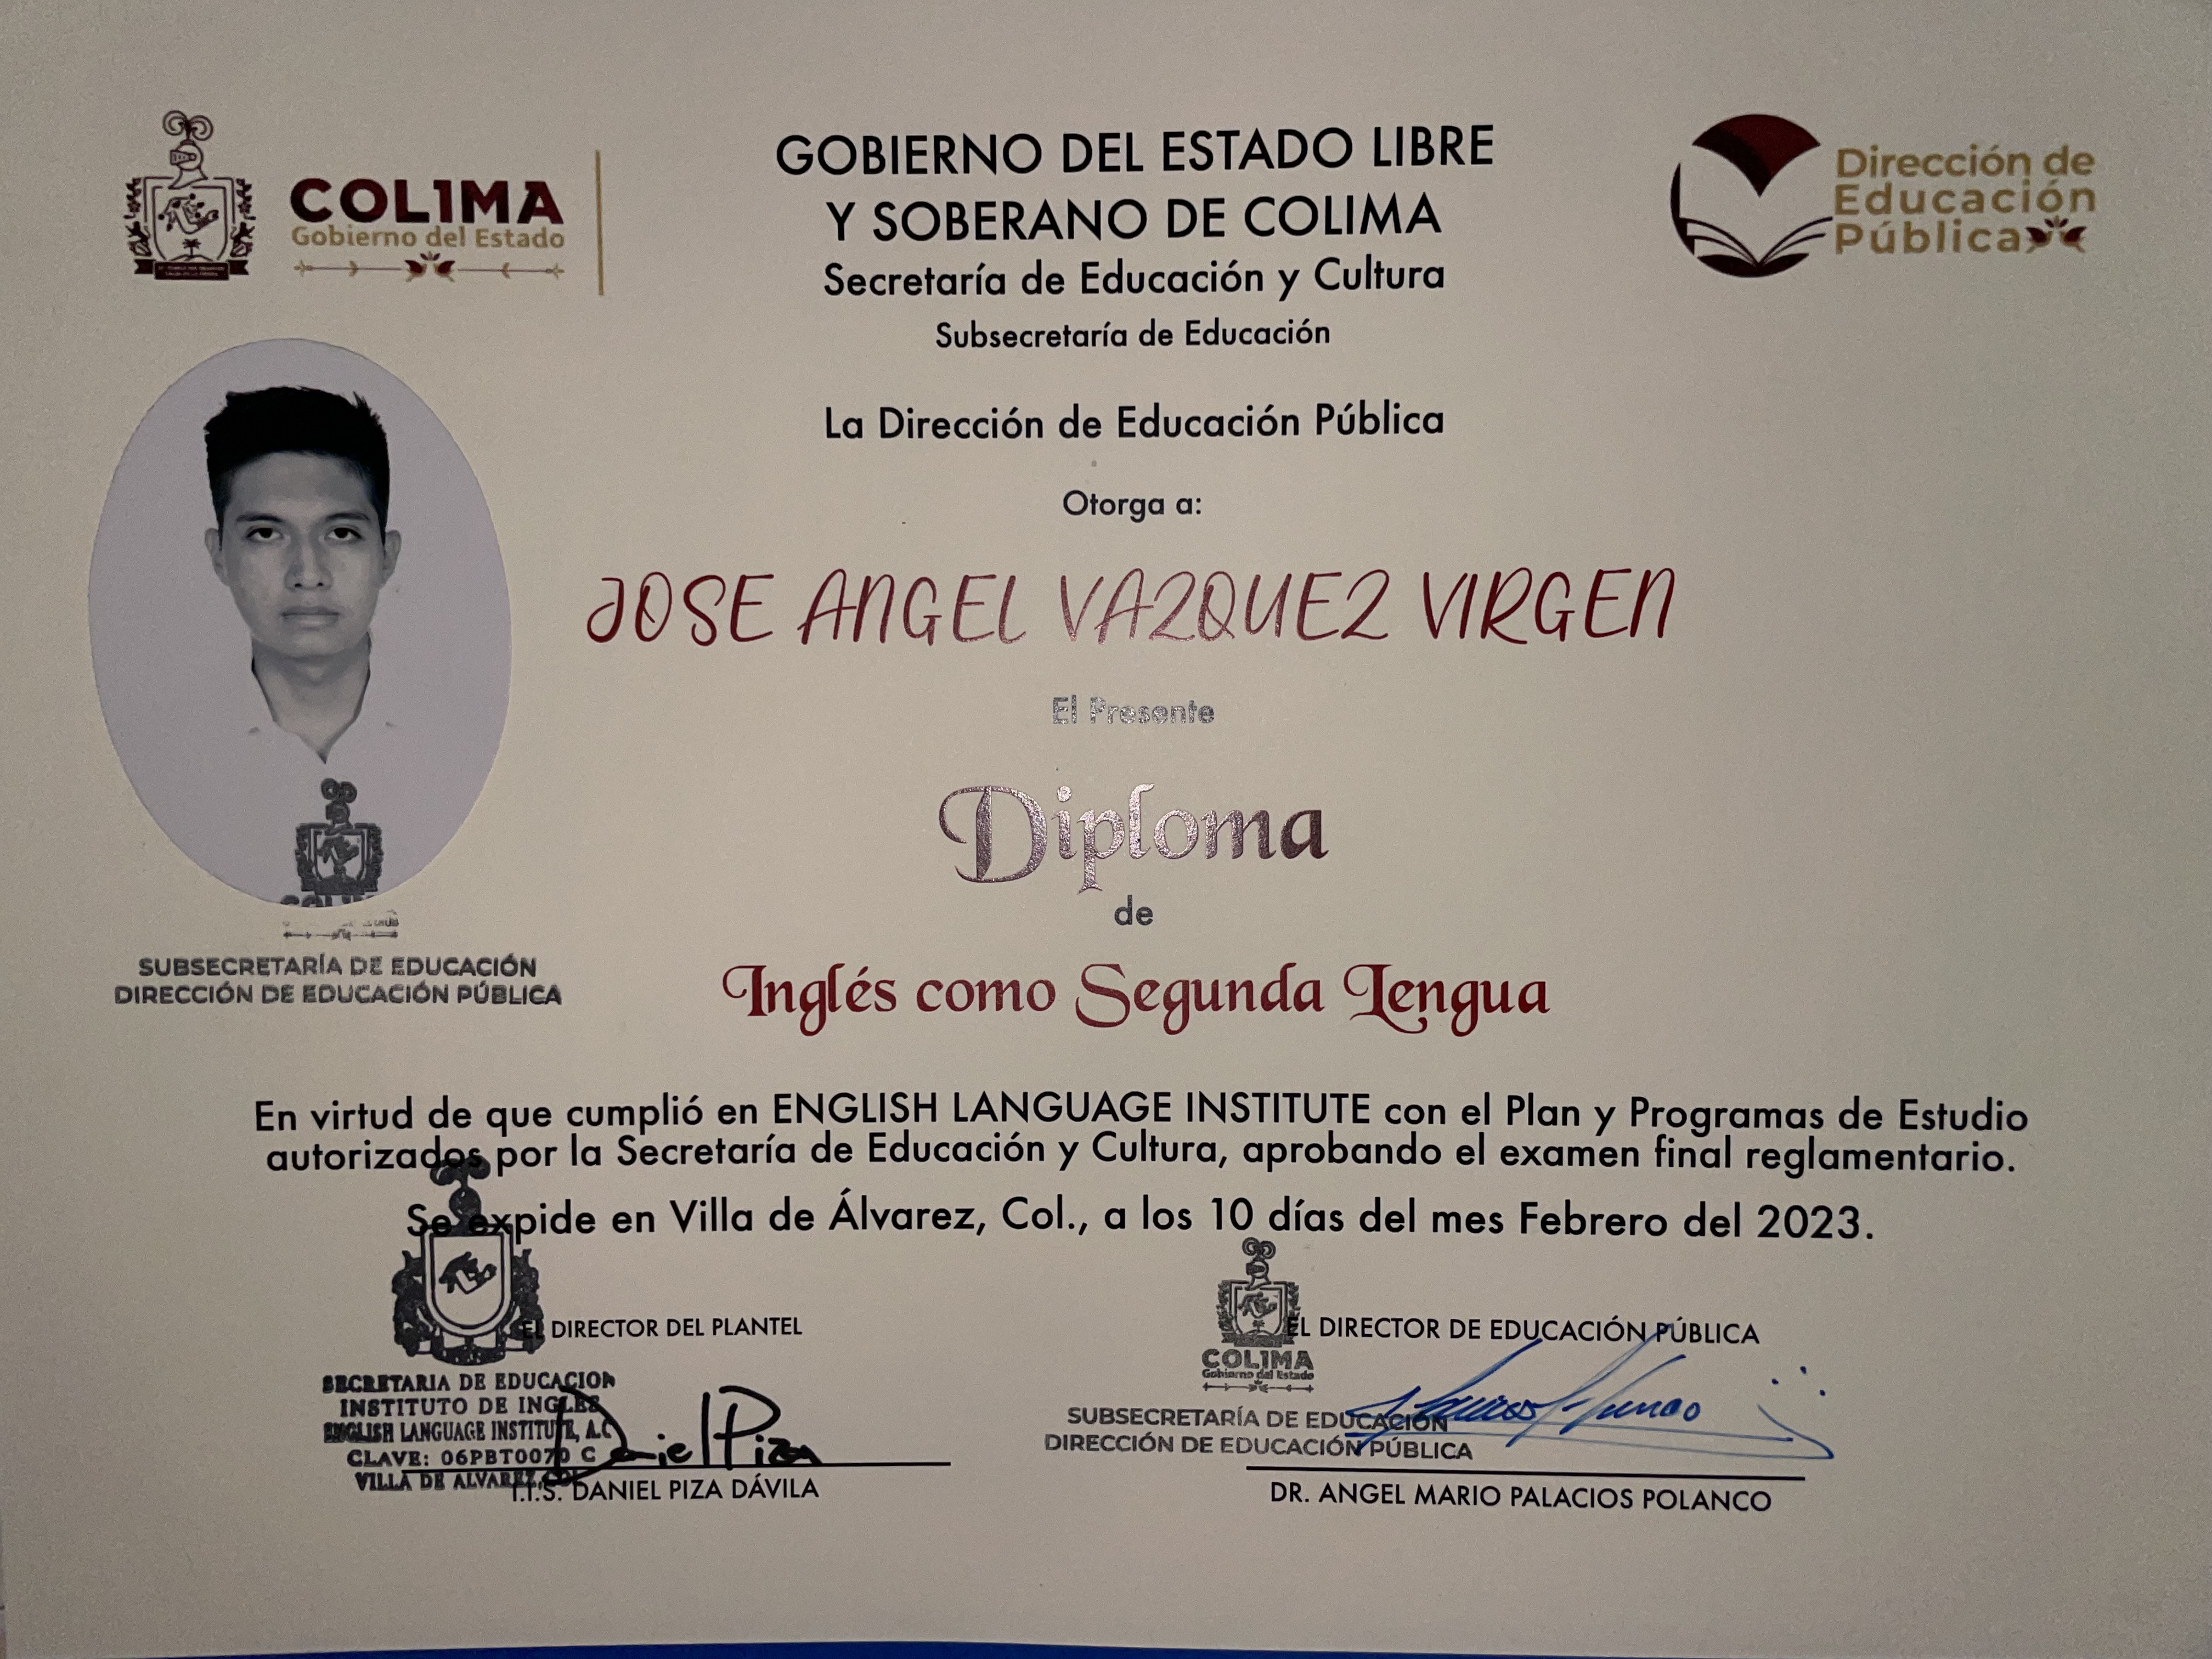 COLIMA
Gobierno del Estado
GOBIERNO DEL ESTADO LIBRE
Y SOBERANO DE COLIMA
Secretaría de Educación y Cultura
Subsecretaría de Educación
Dirección de
Educación
Pública
La Dirección de Educación Pública
Otorga a:
JOSE ANGEL VAZQUEZ VIRGEN
El Presente
Diploma
de
Inglés como Segunda Lengua
SUBSECRETARÍA DE EDUCACIÓN
DIRECCIÓN DE EDUCACIÓN PÚBLICA
En virtud de que cumplió en ENGLISH LANGUAGE INSTITUTE con el Plan y Programas de Estudio
autorizados por la Secretaría de Educación y Cultura, aprobando el examen final reglamentario.
Se expide en Villa de Álvarez, Col., a los 10 días del mes Febrero del 2023.
EL DIRECTOR DEL PLANTEL
SECRETARIA DE EDUCACION
INSTITUTO DE INGLES
ENGLISH LANGUAGE INSTITUTE, A.C
CLAVE: 06PBT0070 C
VILLA DE ALVAREZ, COL
Daniel Piza
I.I.S. DANIEL PIZA DÁVILA
EL DIRECTOR DE EDUCACIÓN PÚBLICA
COLIMA
Gobierno del Estado
SUBSECRETARÍA DE EDUCACIÓN
DIRECCIÓN DE EDUCACIÓN PÚBLICA
DR. ANGEL MARIO PALACIOS POLANCO